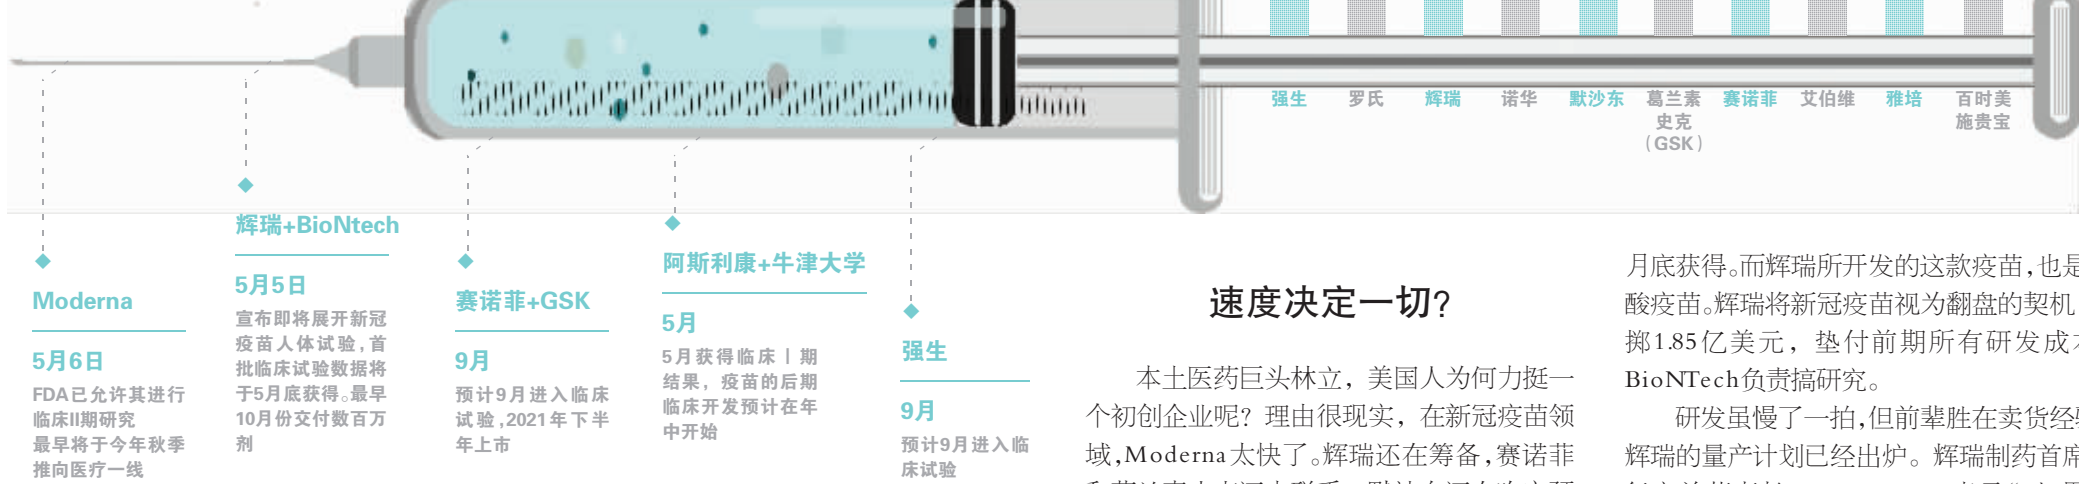 强生
罗氏
辉瑞
诺华
默沙东
葛兰素
史克
（GSK）
赛诺菲
艾伯维
雅培
百时美
施贵宝
Moderna
5月6日
FDA已允许其进行
临床II期研究
最早将于今年秋季
推向医疗一线
辉瑞+BioNtech
5月5日
宣布即将展开新冠
疫苗人体试验，首
批临床试验数据将
于5月底获得。最早
10月份交付数百万
剂
赛诺菲+GSK
9月
预计9月进入临床
试验，2021年下半
年上市
阿斯利康+牛津大学
5月
5月获得临床丨期
结果，疫苗的后期
临床开发预计在年
中开始
强生
9月
预计9月进入临
床试验
速度决定一切？
本土医药巨头林立，美国人为何力挺一
个初创企业呢？理由很现实，在新冠疫苗领
域，Moderna太快了。辉瑞还在筹备，赛诺菲
月底获得。而辉瑞所开发的这款疫苗，也是
酸疫苗。辉瑞将新冠疫苗视为翻盘的契机
掷1.85亿美元，垫付前期所有研发成本
BioNTech负责搞研究。
研发虽慢了一拍，但前辈胜在卖货经验
辉瑞的量产计划已经出炉。辉瑞制药首席